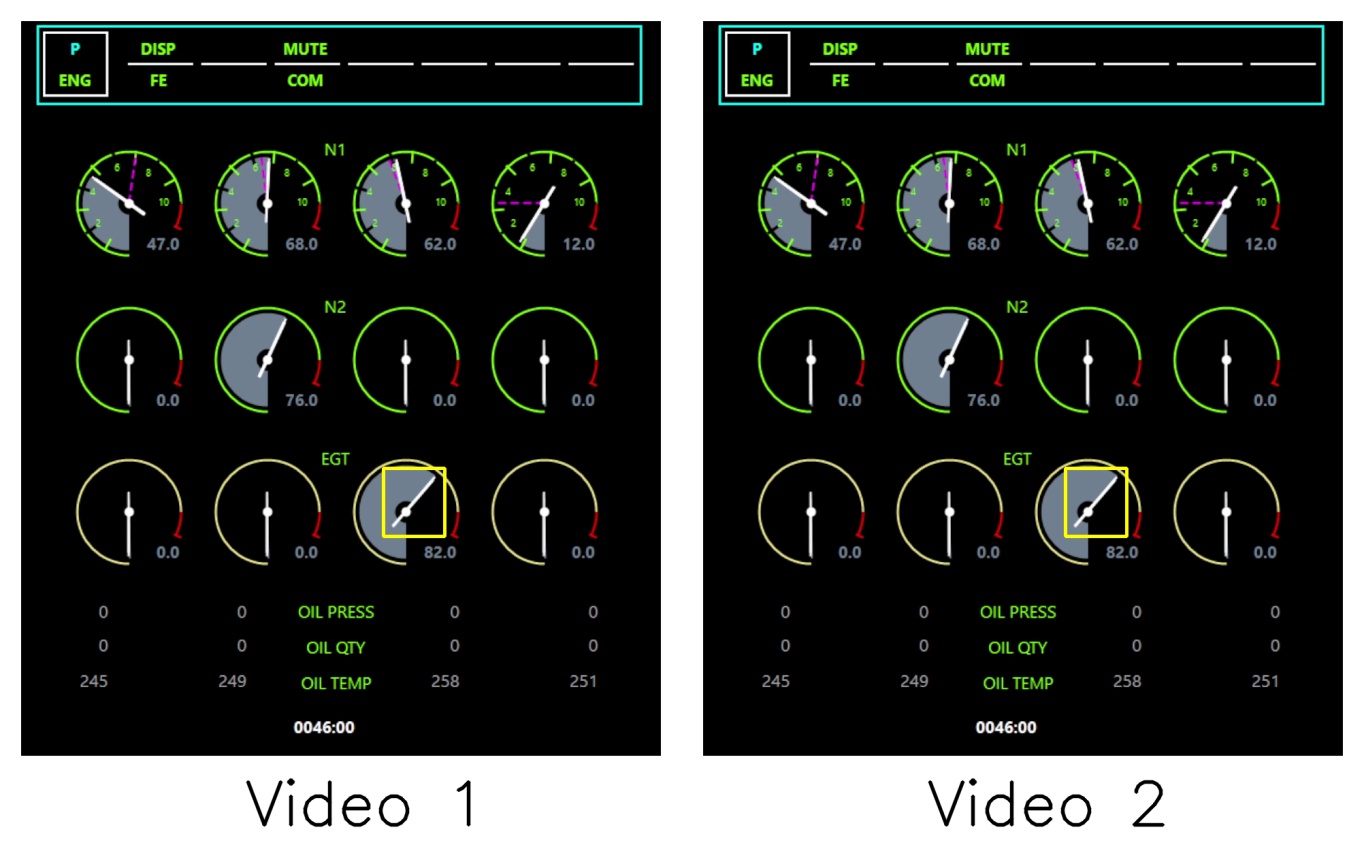 P DISP MUTE
ENG FE COM
P DISP MUTE
ENG FE COM
N1
6 8 6 8 6 8 6 8
4 10 4 10 4 10 10
2 2 2 2
47.0 68.0 62.0 12.0
N1
6 8 6 8 6 8 6 8
4 10 4 10 4 10 10
2 2 2 2
47.0 68.0 62.0 12.0
N2
0.0 76.0 0.0 0.0
N2
0.0 76.0 0.0 0.0
EGT
0.0 0.0 82.0 0.0
EGT
0.0 0.0 82.0 0.0
0 0 OIL PRESS 0 0
0 0 OIL QTY 0 0
245 249 OIL TEMP 258 251
0046:00
0 0 OIL PRESS 0 0
0 0 OIL QTY 0 0
245 249 OIL TEMP 258 251
0046:00
Video 1
Video 2